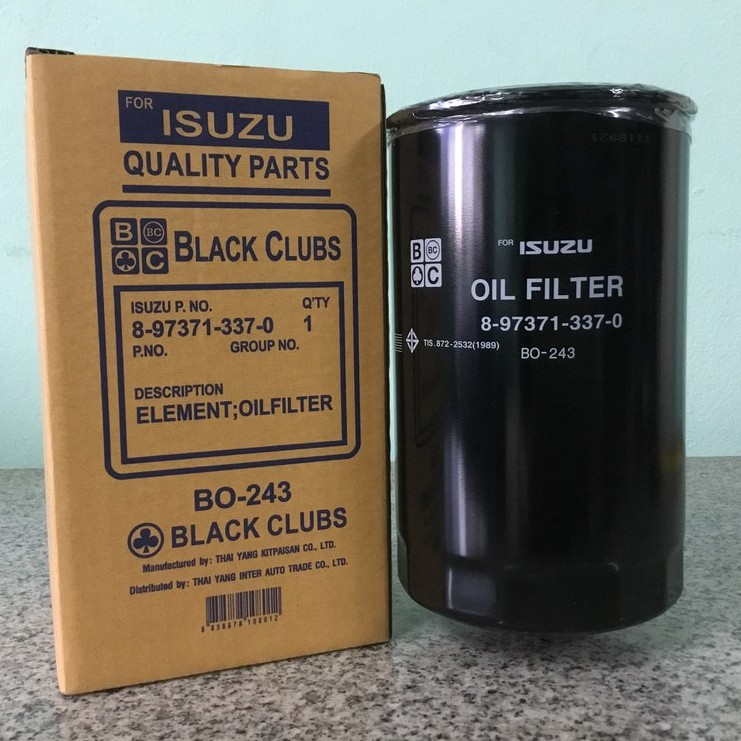 FOR
ISUZU
QUALITY PARTS
B BC
C
BLACK CLUBS
ISUZU P. NO. Q'TY
8-97371-337-0 1
P.NO. GROUP NO.
DESCRIPTION
ELEMENT;OILFILTER
BO-243
BLACK CLUBS
Manufactured by: THAI YANG KITPAISAN CO., LTD.
Distributed by: THAI YANG INTER AUTO TRADE CO., LTD.
B BC
C
FOR ISUZU
OIL FILTER
8-97371-337-0
TIS.872-2532(1989)
BO-243